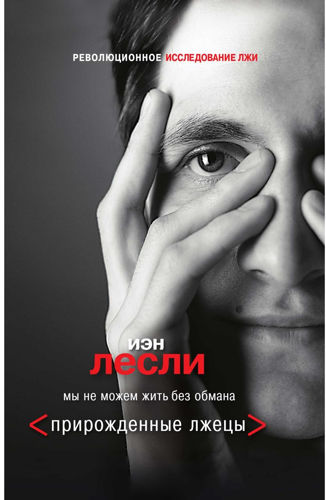 РЕВОЛЮЦИОННОЕ ИССЛЕДОВАНИЕ ЛЖИ
ИЭН
ЛЕСЛИ
МЫ НЕ МОЖЕМ ЖИТЬ БЕЗ ОБМАНА
<ПРИРОЖДЕННЫЕ ЛЖЕЦЫ>